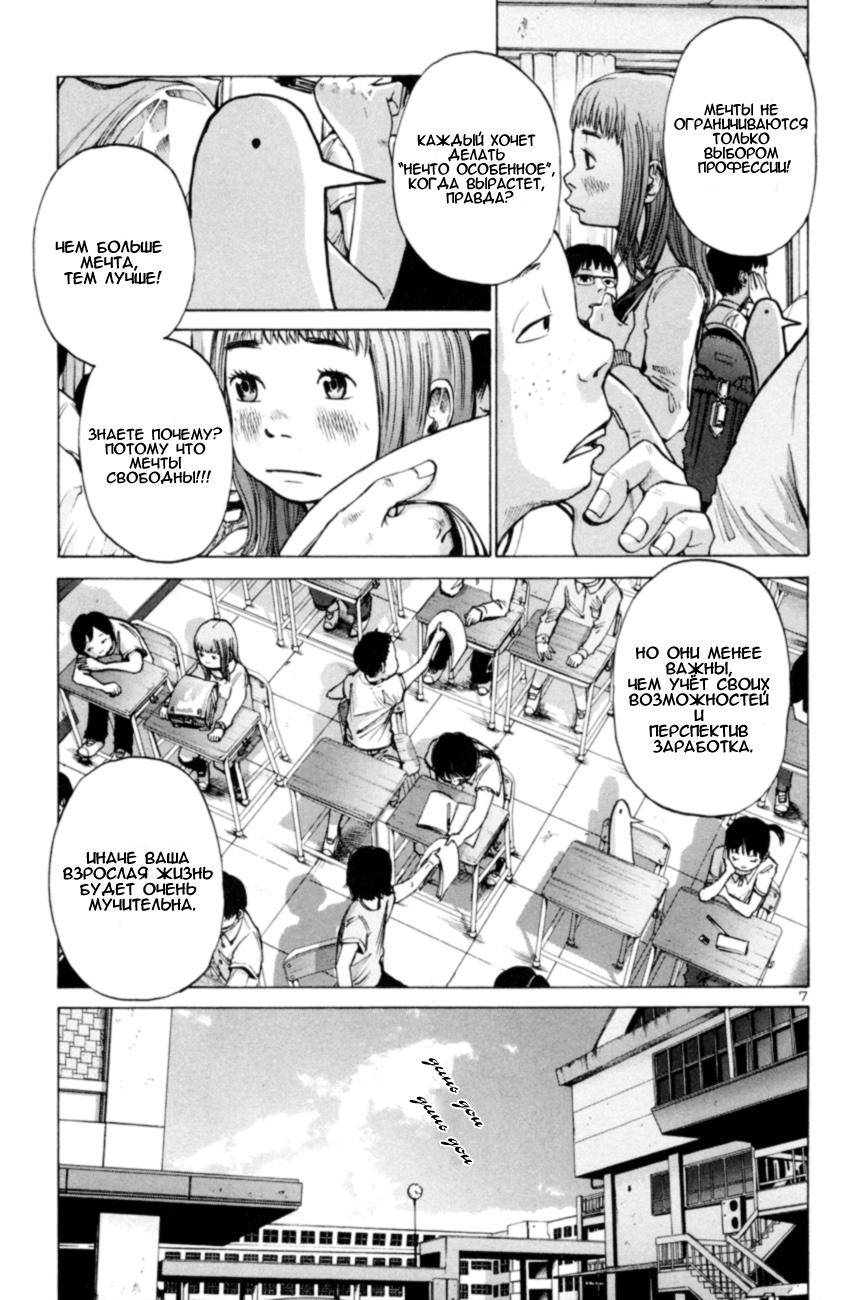 МЕЧТЫ НЕ
ОГРАНИЧИВАЮТСЯ
ТОЛЬКО
ВЫБОРОМ
ПРОФЕССИИ!
КАЖДЫЙ ХОЧЕТ
ДЕЛАТЬ
"НЕЧТО ОСОБЕННОЕ",
КОГДА ВЫРАСТЕТ,
ПРАВДА?
ЧЕМ БОЛЬШЕ
МЕЧТА,
ТЕМ ЛУЧШЕ!
ЗНАЕТЕ ПОЧЕМУ?
ПОТОМУ ЧТО
МЕЧТЫ
СВОБОДНЫ!!!
НО ОНИ МЕНЕЕ
ВАЖНЫ,
ЧЕМ УЧЁТ СВОИХ
ВОЗМОЖНОСТЕЙ
И
ПЕРСПЕКТИВ
ЗАРАБОТКА.
ИНАЧЕ ВАША
ВЗРОСЛАЯ ЖИЗНЬ
БУДЕТ ОЧЕНЬ
МУЧИТЕЛЬНА.
7
динь дон
динь дон